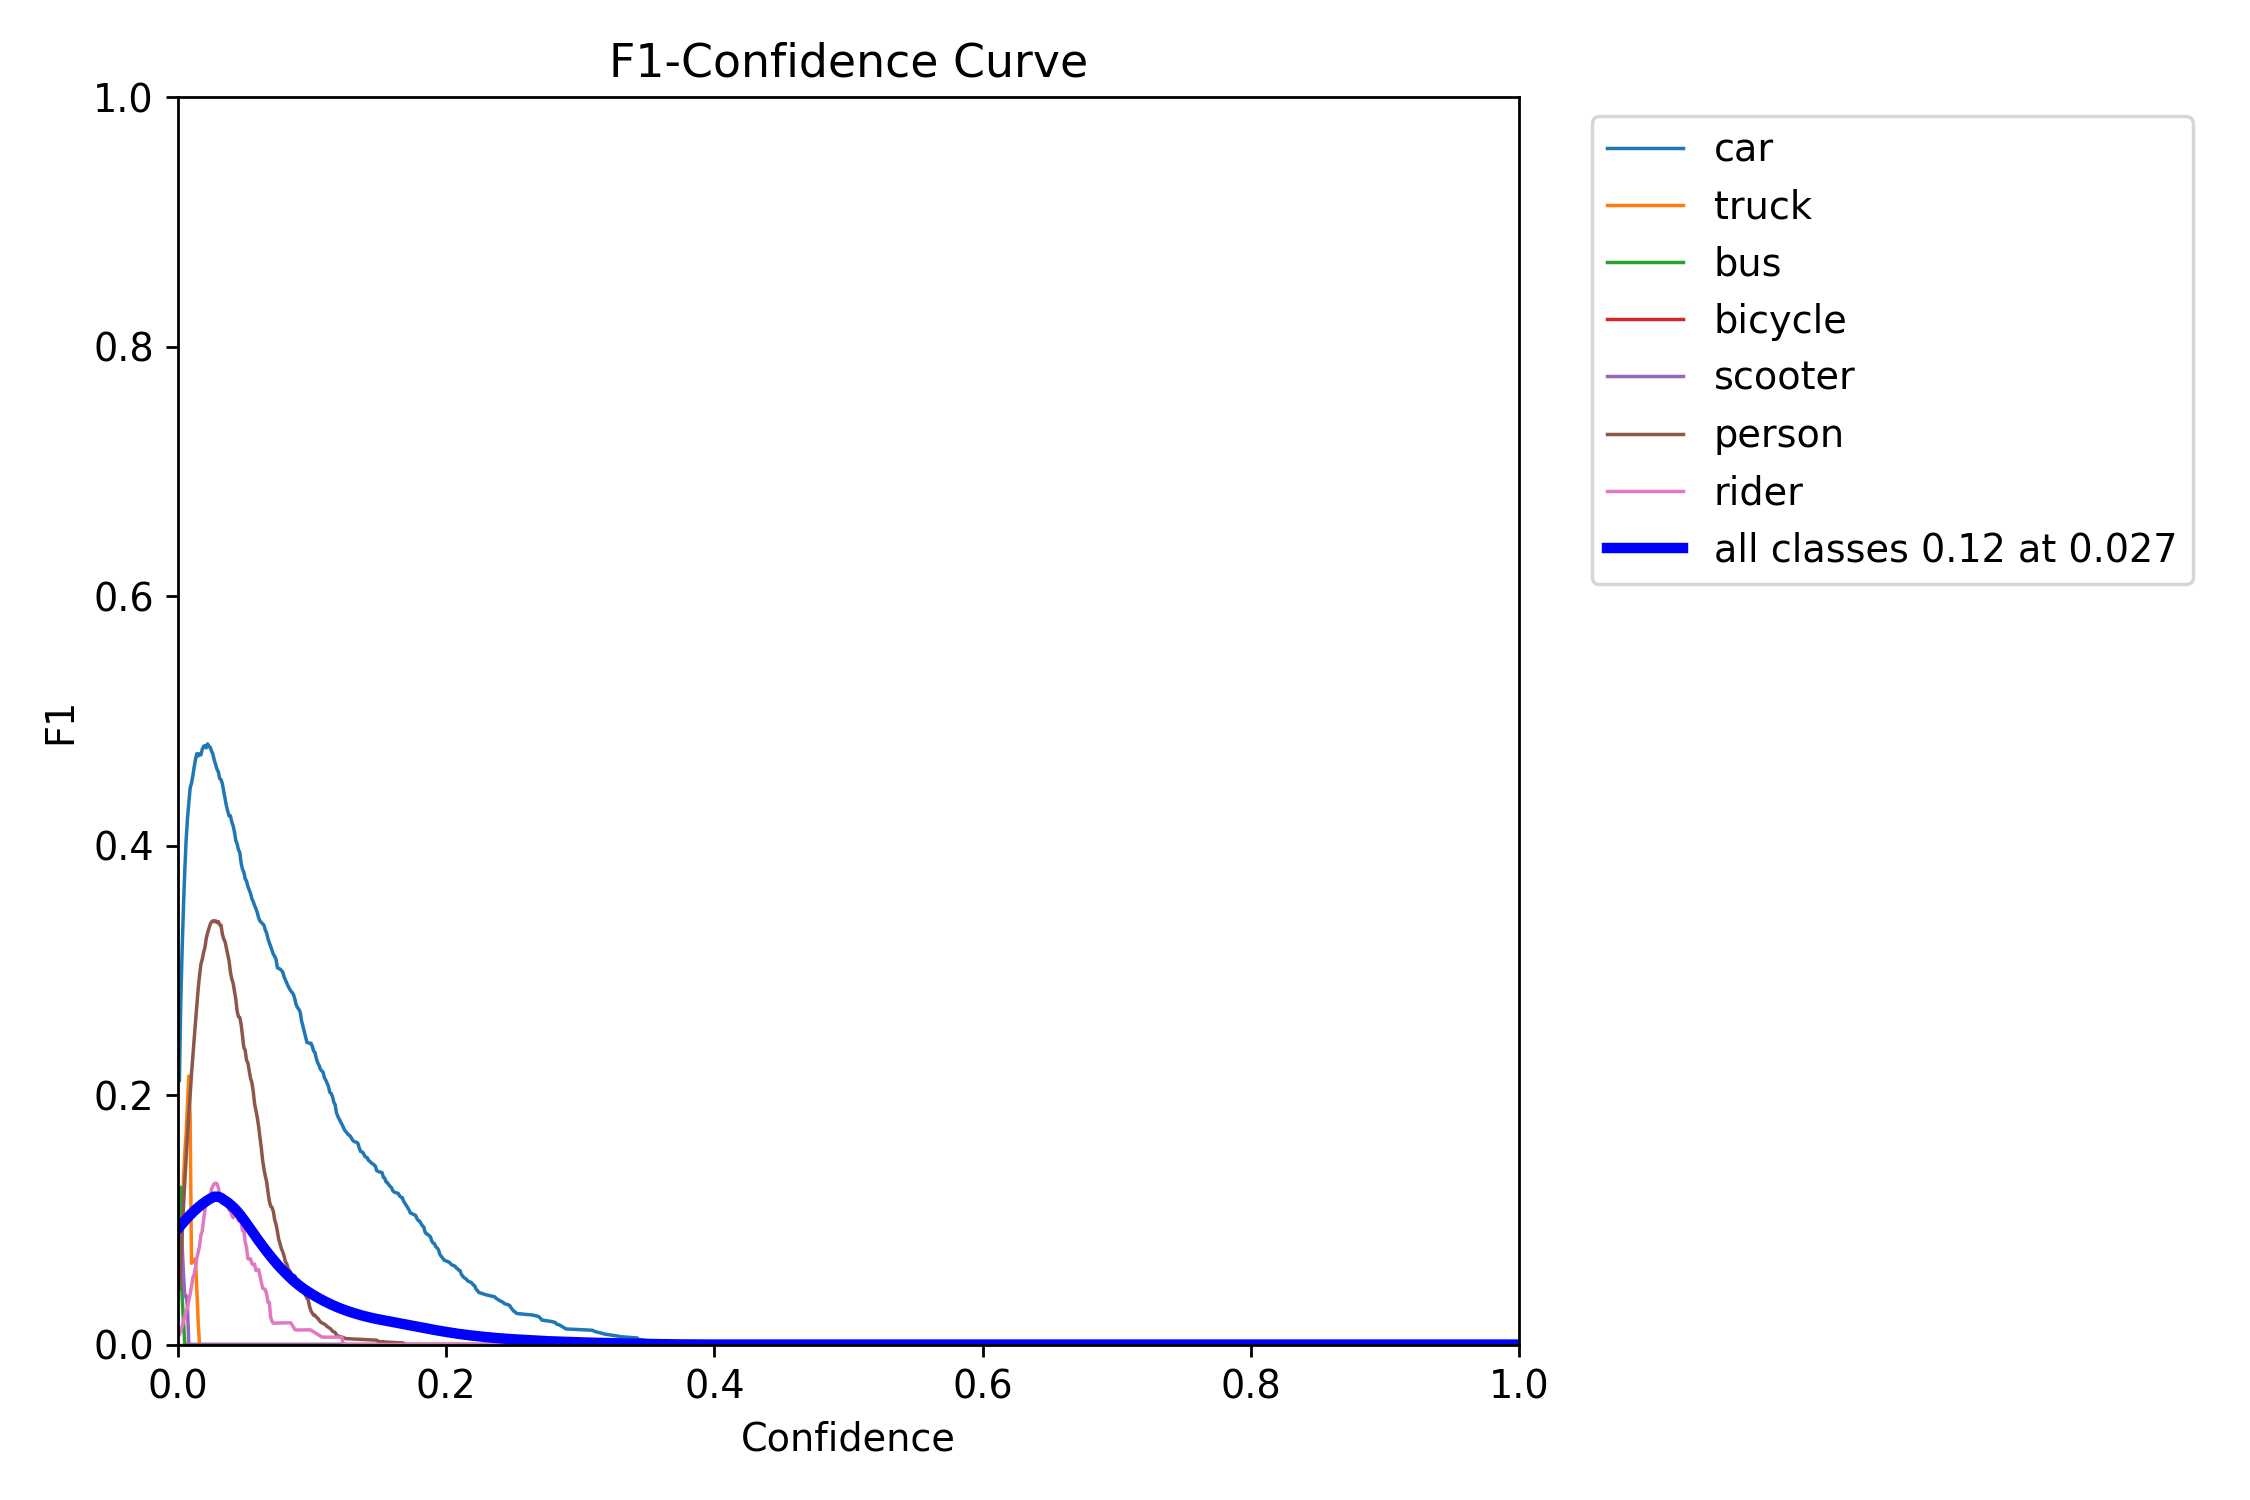 F1-Confidence Curve
1.0
0.8
0.6
0.4
0.2
0.0
F1
0.0 0.2 0.4 0.6 0.8 1.0
Confidence
car
truck
bus
bicycle
scooter
person
rider
all classes 0.12 at 0.027